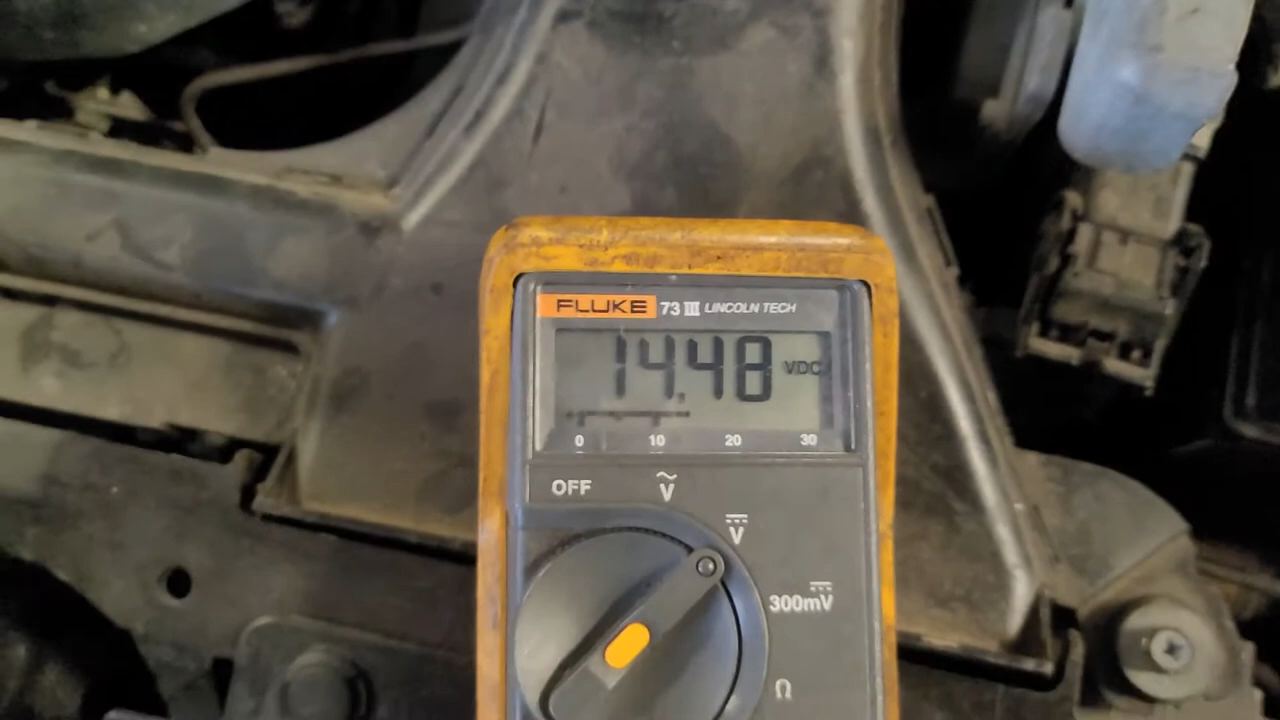 FLUKE 73 III LINCOLN TECH
14.48 VDC
0 10 20 30
OFF
Ṽ
V
300mV
Ω